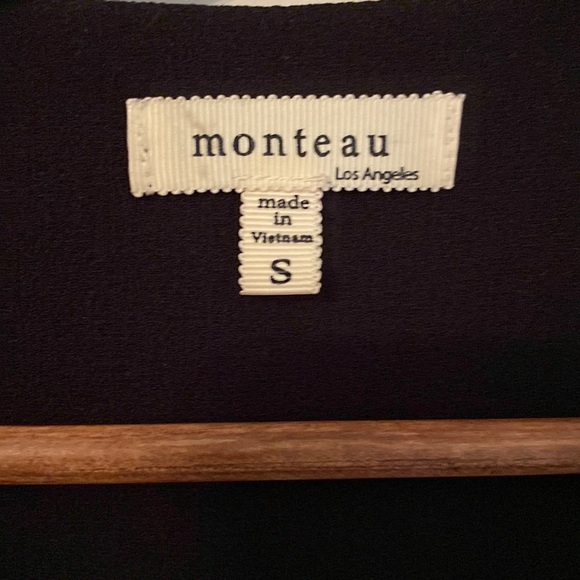 monteau
Los Angeles
made
in
Vietnam
S